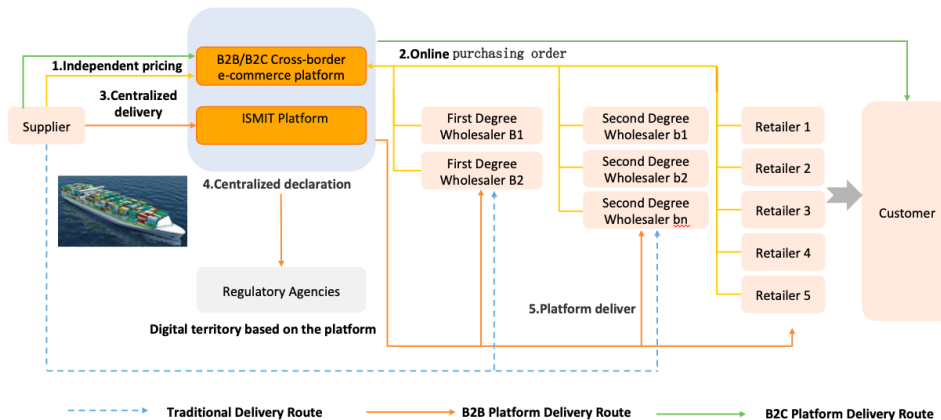 1.Independent pricing
B2B/B2C Cross-border
e-commerce platform
2.Online purchasing order
3.Centralized
delivery
Supplier
ISMIT Platform
First Degree
Wholesaler B1
First Degree
Wholesaler B2
Second Degree
Wholesaler b1
Second Degree
Wholesaler b2
Second Degree
Wholesaler bn
Retailer 1
Retailer 2
Retailer 3
Retailer 4
Retailer 5
Customer
4.Centralized declaration
Regulatory Agencies
5.Platform deliver
Digital territory based on the platform
Traditional Delivery Route
B2B Platform Delivery Route
B2C Platform Delivery Route